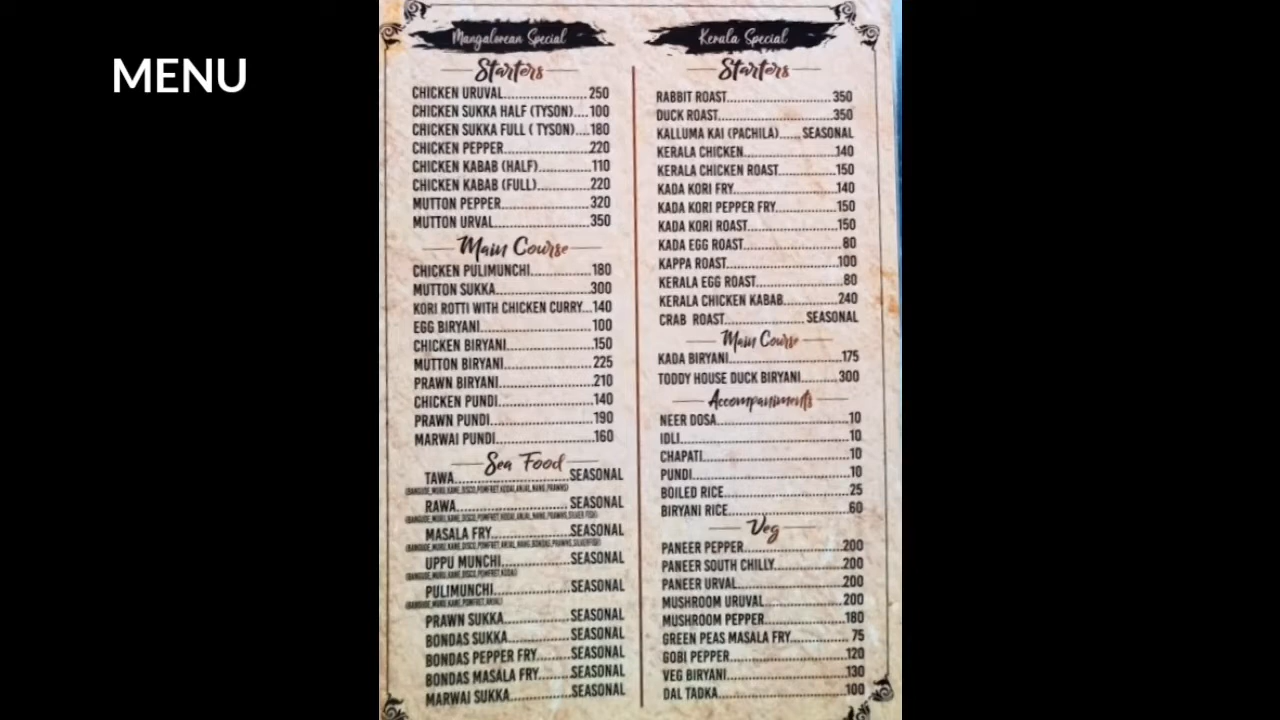 MENU
Mangalorean Special
Starters
CHICKEN URUVAL 250
CHICKEN SUKKA HALF (TYSON) 100
CHICKEN SUKKA FULL ( TYSON) 180
CHICKEN PEPPER 220
CHICKEN KABAB (HALF) 110
CHICKEN KABAB (FULL) 220
MUTTON PEPPER 320
MUTTON URVAL 350
Main Course
CHICKEN PULIMUNCHI 180
MUTTON SUKKA 300
KORI ROTTI WITH CHICKEN CURRY 140
EGG BIRYANI 100
CHICKEN BIRYANI 150
MUTTON BIRYANI 225
PRAWN BIRYANI 210
CHICKEN PUNDI 140
PRAWN PUNDI 190
MARWAI PUNDI 160
Sea Food
TAWA SEASONAL
RAWA SEASONAL
MASALA FRY SEASONAL
UPPU MUNCHI SEASONAL
PULIMUNCHI SEASONAL
PRAWN SUKKA SEASONAL
BONDAS SUKKA SEASONAL
BONDAS PEPPER FRY SEASONAL
BONDAS MASALA FRY SEASONAL
MARWAI SUKKA SEASONAL
Kerala Special
Starters
RABBIT ROAST 350
DUCK ROAST 350
KALLUMA KAI (PACHILA) SEASONAL
KERALA CHICKEN 140
KERALA CHICKEN ROAST 150
KADA KORI FRY 140
KADA KORI PEPPER FRY 150
KADA KORI ROAST 150
KADA EGG ROAST 80
KAPPA ROAST 100
KERALA EGG ROAST 80
KERALA CHICKEN KABAB 240
CRAB ROAST SEASONAL
Main Course
KADA BIRYANI 175
TODDY HOUSE DUCK BIRYANI 300
Accompaniments
NEER DOSA 10
IDLI 10
CHAPATI 10
PUNDI 10
BOILED RICE 25
BIRYANI RICE 60
Veg
PANEER PEPPER 200
PANEER SOUTH CHILLY 200
PANEER URVAL 200
MUSHROOM URUVAL 200
MUSHROOM PEPPER 180
GREEN PEAS MASALA FRY 75
GOBI PEPPER 120
VEG BIRYANI 130
DAL TADKA 100